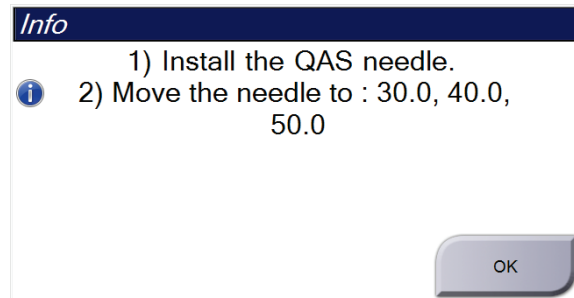 Info
1) Install the QAS needle.
2) Move the needle to : 30.0, 40.0,
50.0
OK